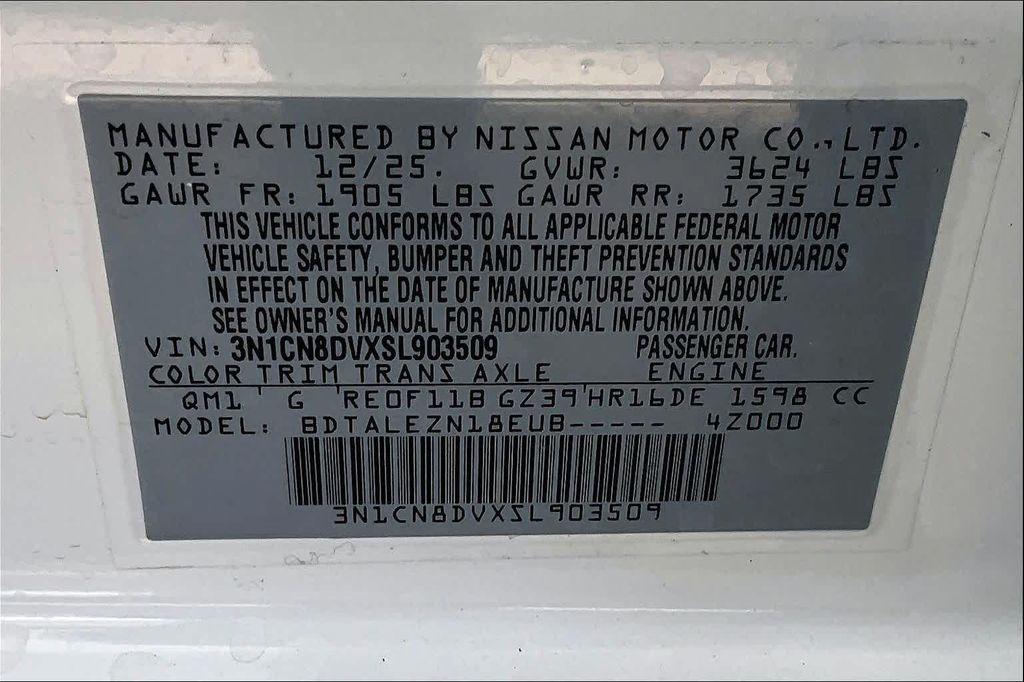 MANUFACTURED BY NISSAN MOTOR CO.,LTD.
DATE: 12/25. GVWR: 3624 LBS
GAWR FR: 1905 LBS GAWR RR: 1735 LBS
THIS VEHICLE CONFORMS TO ALL APPLICABLE FEDERAL MOTOR
VEHICLE SAFETY, BUMPER AND THEFT PREVENTION STANDARDS
IN EFFECT ON THE DATE OF MANUFACTURE SHOWN ABOVE.
SEE OWNER'S MANUAL FOR ADDITIONAL INFORMATION.
VIN: 3N1CN8DVXSL903509 PASSENGER CAR.
COLOR TRIM TRANS AXLE ENGINE
QM1 ' G ' RE0F11B GZ39'HR16DE 1598 CC
MODEL: BDTALEZN18EUB----- 4Z000
3N1CN8DVXSL903509